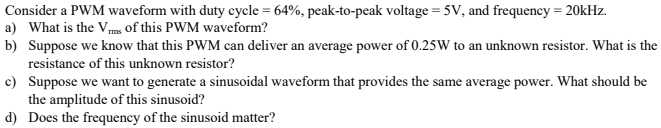 Consider a PWM waveform with duty cycle = 64%, peak-to-peak voltage = 5V, and frequency = 20kHz.
a) What is the Vrms of this PWM waveform?
b) Suppose we know that this PWM can deliver an average power of 0.25W to an unknown resistor. What is the
resistance of this unknown resistor?
c) Suppose we want to generate a sinusoidal waveform that provides the same average power. What should be
the amplitude of this sinusoid?
d) Does the frequency of the sinusoid matter?